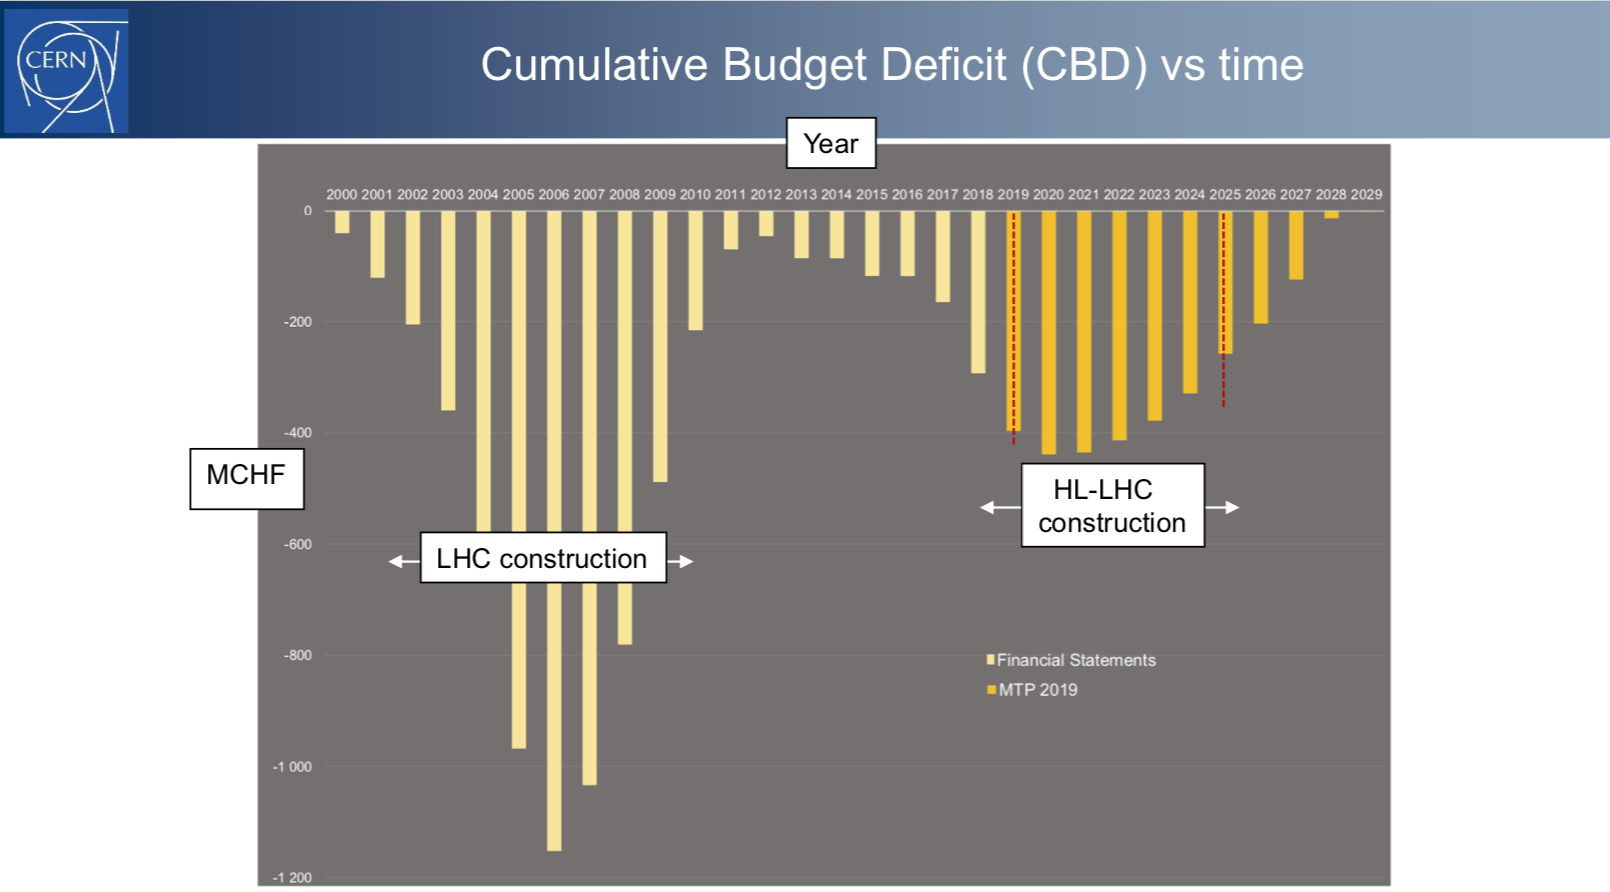 CERN
Cumulative Budget Deficit (CBD) vs time
Year
2000 2001 2002 2003 2004 2005 2006 2007 2008 2009 2010 2011 2012 2013 2014 2015 2016 2017 2018 2019 2020 2021 2022 2023 2024 2025 2026 2027 2028 2029
0
-200
-400
MCHF
HL-LHC
construction
-600
LHC construction
-800
Financial Statements
MTP 2019
-1 000
-1 200